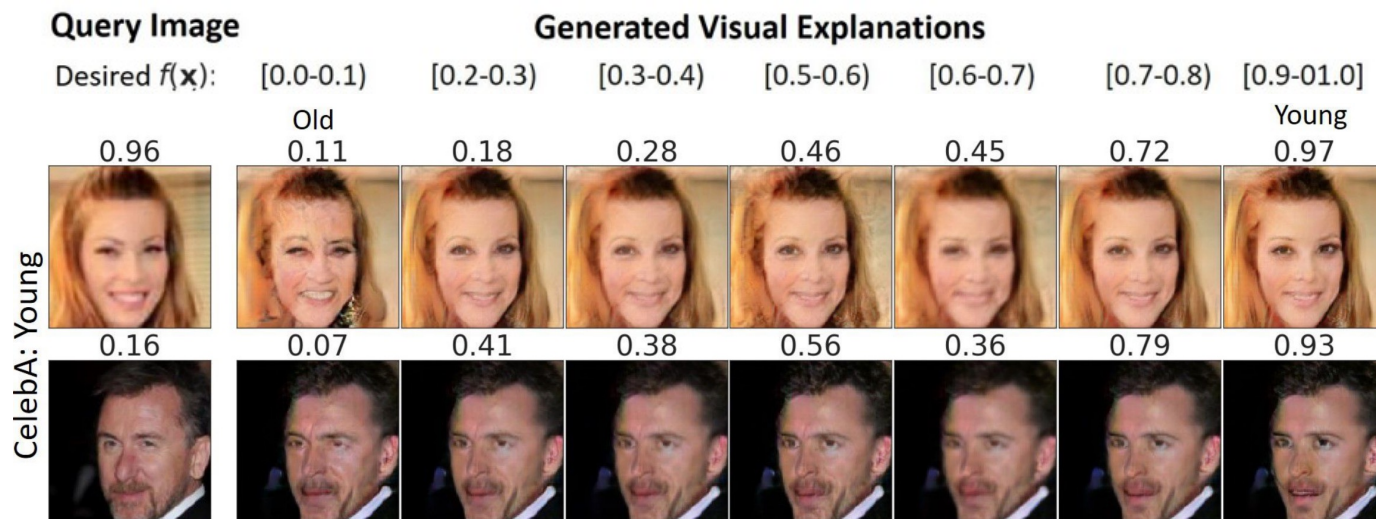 Query Image Generated Visual Explanations
Desired f(x): [0.0-0.1) [0.2-0.3) [0.3-0.4) [0.5-0.6) [0.6-0.7) [0.7-0.8) [0.9-01.0]
Old Young
0.96 0.11 0.18 0.28 0.46 0.45 0.72 0.97
CelebA: Young
0.16 0.07 0.41 0.38 0.56 0.36 0.79 0.93